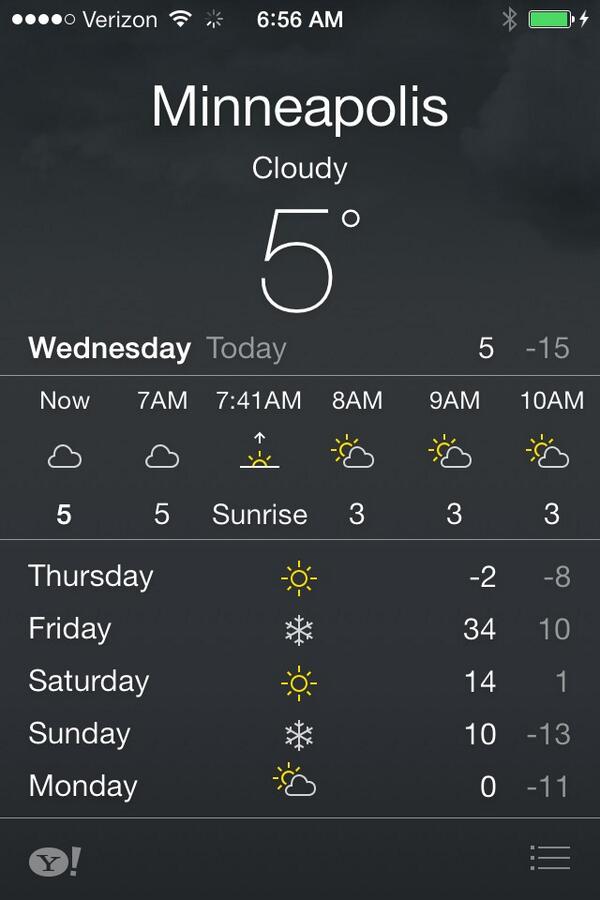 Verizon 6:56 AM
Minneapolis
Cloudy
5°
Wednesday Today 5 -15
Now 7AM 7:41AM 8AM 9AM 10AM
5 5 Sunrise 3 3 3
Thursday -2 -8
Friday 34 10
Saturday 14 1
Sunday 10 -13
Monday 0 -11
Y!